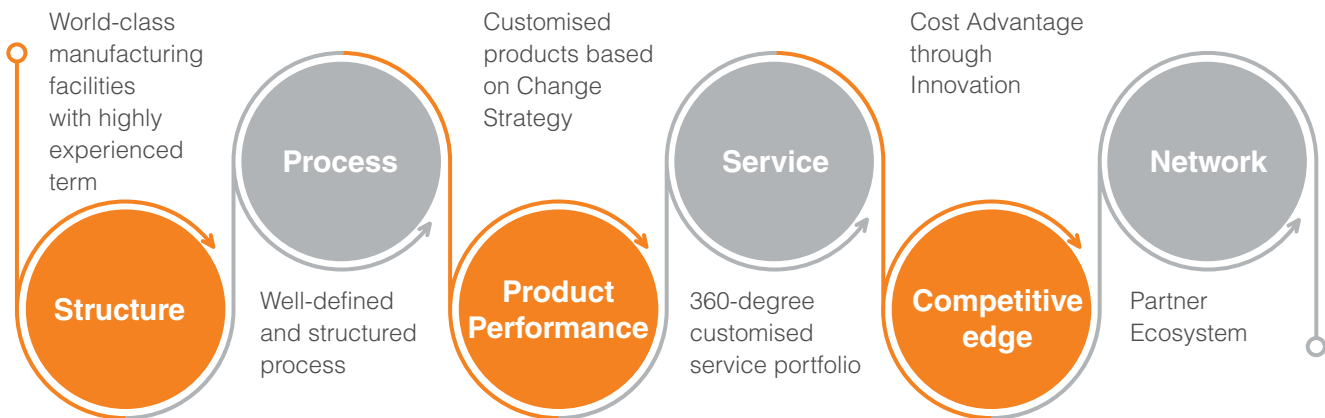 World-class
manufacturing
facilities
with highly
experienced
term
Structure
Process
Well-defined
and structured
process
Customised
products based
on Change
Strategy
Product
Performance
Service
360-degree
customised
service portfolio
Cost Advantage
through
Innovation
Competitive
edge
Network
Partner
Ecosystem